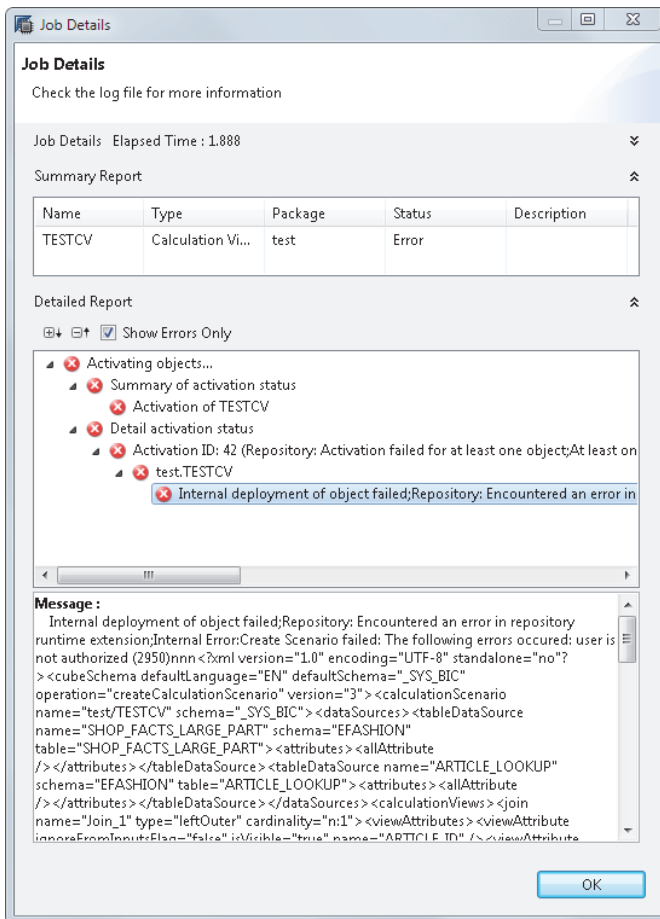 Job Details
Job Details
Check the log file for more information
Job Details Elapsed Time : 1.888
Summary Report
Name Type Package Status Description
TESTCV Calculation Vi... test Error
Detailed Report
Show Errors Only
Activating objects...
Summary of activation status
Activation of TESTCV
Detail activation status
Activation ID: 42 (Repository: Activation failed for at least one object;At least on
test.TESTCV
Internal deployment of object failed;Repository: Encountered an error in
Message :
Internal deployment of object failed;Repository: Encountered an error in repository
runtime extension;Internal Error:Create Scenario failed: The following errors occured: user is
not authorized (2950)nnn<?xml version="1.0" encoding="UTF-8" standalone="no"?
><cubeSchema defaultLanguage="EN" defaultSchema="_SYS_BIC"
operation="createCalculationScenario" version="3"><calculationScenario
name="test/TESTCV" schema="_SYS_BIC"><dataSources><tableDataSource
name="SHOP_FACTS_LARGE_PART" schema="EFASHION"
table="SHOP_FACTS_LARGE_PART"><attributes><allAttribute
/></attributes></tableDataSource><tableDataSource name="ARTICLE_LOOKUP"
schema="EFASHION" table="ARTICLE_LOOKUP"><attributes><allAttribute
/></attributes></tableDataSource></dataSources><calculationViews><join
name="Join_1" type="leftOuter" cardinality="n:1"><viewAttributes><viewAttribute
ignoreFromInputsFlag="false" isVisible="true" name="ARTICLE_ID" /><viewAttribute
OK